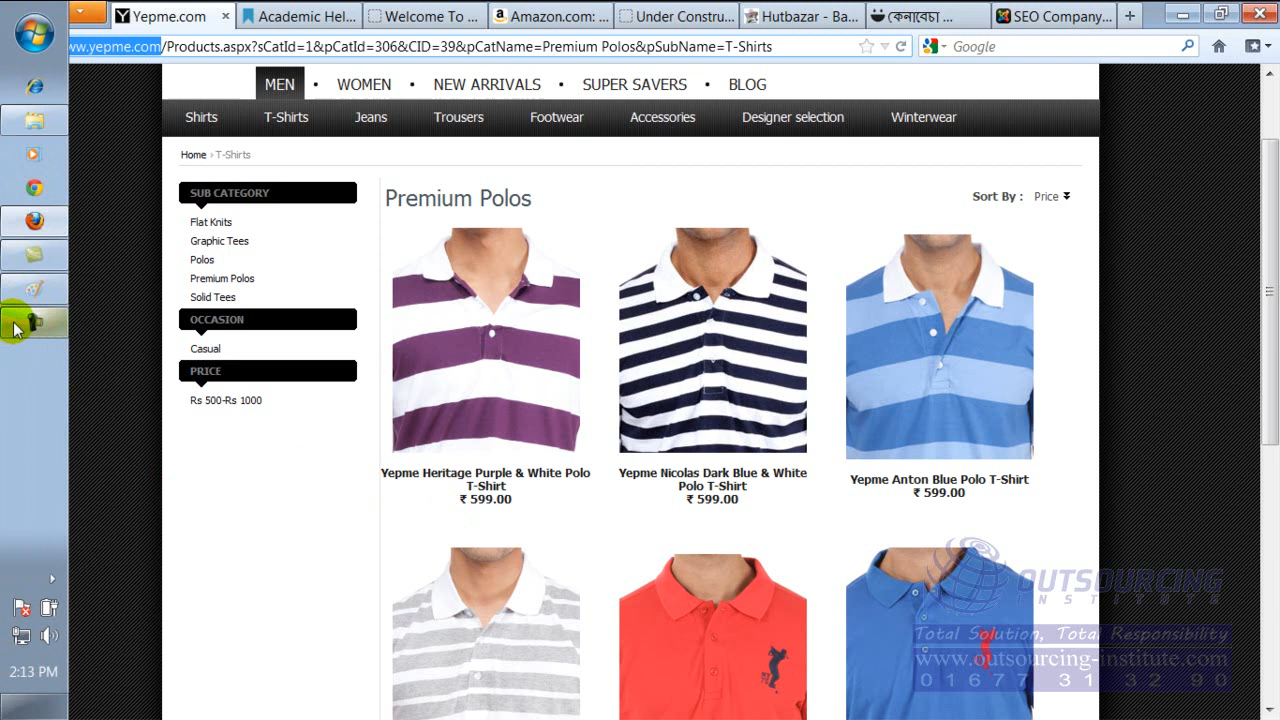 Yepme.com
Academic Hel...
Welcome To ...
Amazon.com: ...
Under Constru...
Hutbazar - Ba...
কেনাবেচা ...
SEO Company...
ww.yepme.com/Products.aspx?sCatId=1&pCatId=306&CID=39&pCatName=Premium Polos&pSubName=T-Shirts
Google
MEN • WOMEN • NEW ARRIVALS • SUPER SAVERS • BLOG
Shirts T-Shirts Jeans Trousers Footwear Accessories Designer selection Winterwear
Home › T-Shirts
SUB CATEGORY
Flat Knits
Graphic Tees
Polos
Premium Polos
Solid Tees
OCCASION
Casual
PRICE
Rs 500-Rs 1000
Premium Polos
Sort By : Price
Yepme Heritage Purple & White Polo
T-Shirt
₹ 599.00
Yepme Nicolas Dark Blue & White
Polo T-Shirt
₹ 599.00
Yepme Anton Blue Polo T-Shirt
₹ 599.00
OUTSOURCING
INSTITUTE
Total Solution, Total Responsibility
www.outsourcing-institute.com
01677 31 32 90
2:13 PM